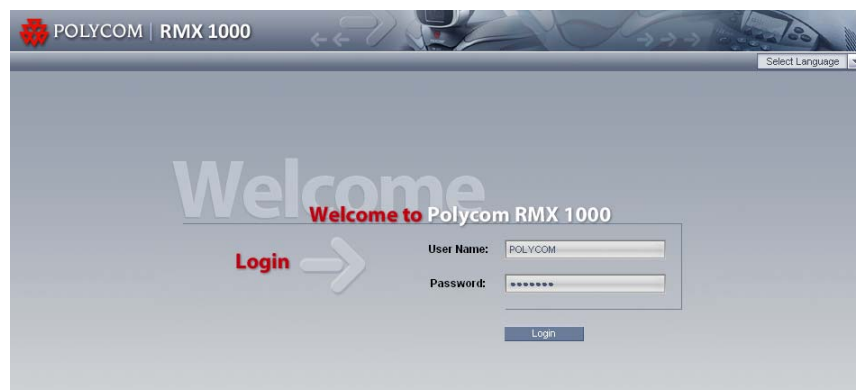 POLYCOM | RMX 1000
Select Language
Welcome
Welcome to Polycom RMX 1000
Login
User Name: POLYCOM
Password: •••••••
Login